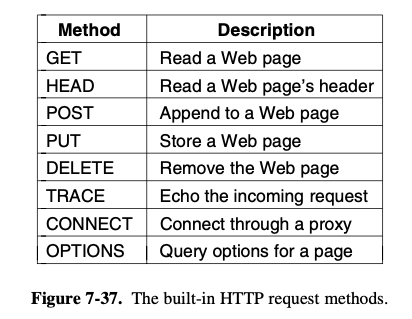 Method Description
GET Read a Web page
HEAD Read a Web page's header
POST Append to a Web page
PUT Store a Web page
DELETE Remove the Web page
TRACE Echo the incoming request
CONNECT Connect through a proxy
OPTIONS Query options for a page
Figure 7-37. The built-in HTTP request methods.